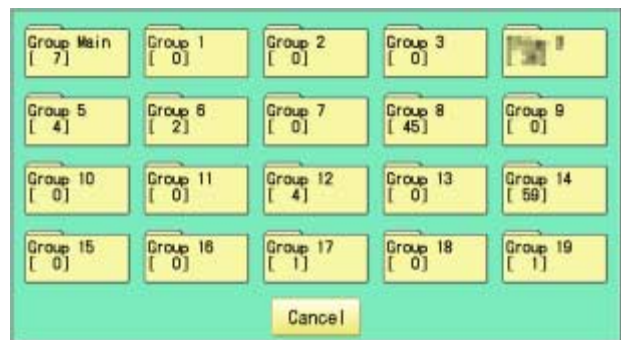 Group Main
[ 7]
Group 1
[ 0]
Group 2
[ 0]
Group 3
[ 0]
Group 5
[ 4]
Group 6
[ 2]
Group 7
[ 0]
Group 8
[ 45]
Group 9
[ 0]
Group 10
[ 0]
Group 11
[ 0]
Group 12
[ 4]
Group 13
[ 0]
Group 14
[ 59]
Group 15
[ 0]
Group 16
[ 0]
Group 17
[ 1]
Group 18
[ 0]
Group 19
[ 1]
Cancel